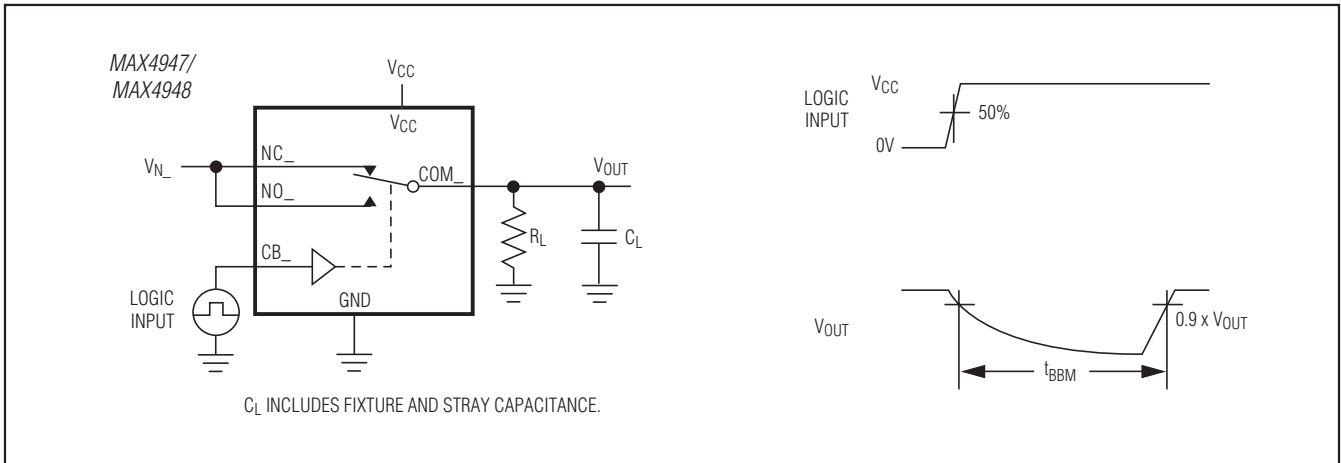 MAX4947/
MAX4948
VCC
VCC
VN_
NC_
NO_
COM_
VOUT
RL
CL
CB_
LOGIC
INPUT
GND
CL INCLUDES FIXTURE AND STRAY CAPACITANCE.
LOGIC
INPUT
VCC
50%
0V
VOUT
0.9 x VOUT
tBBM